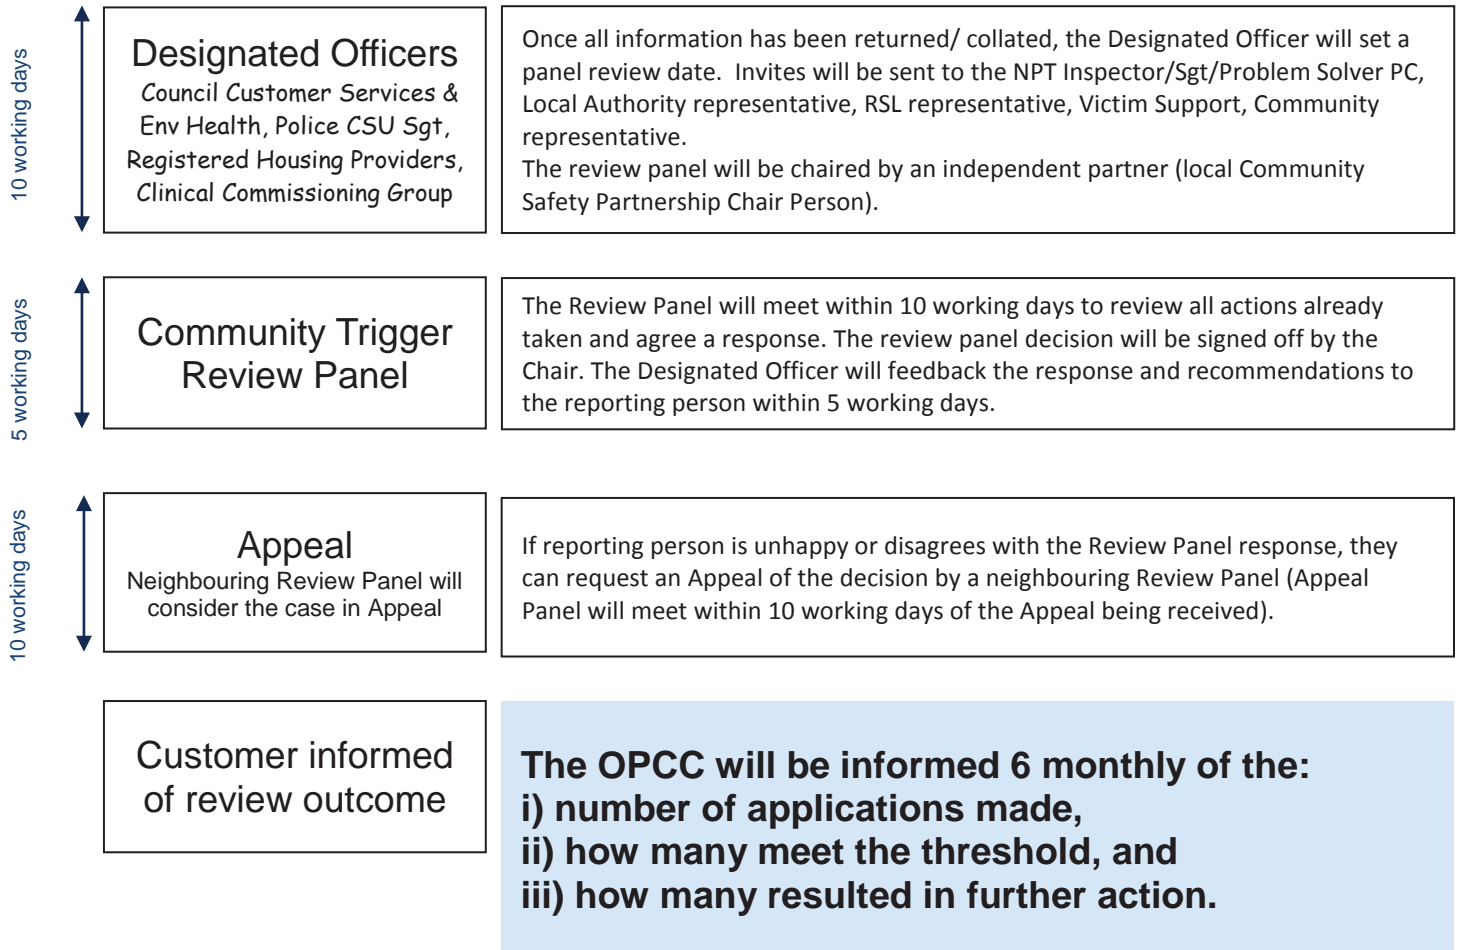 10 working days
Designated Officers
Council Customer Services &
Env Health, Police CSU Sgt,
Registered Housing Providers,
Clinical Commissioning Group
Once all information has been returned/ collated, the Designated Officer will set a
panel review date.  Invites will be sent to the NPT Inspector/Sgt/Problem Solver PC,
Local Authority representative, RSL representative, Victim Support, Community
representative.
The review panel will be chaired by an independent partner (local Community
Safety Partnership Chair Person).
5 working days
Community Trigger
Review Panel
The Review Panel will meet within 10 working days to review all actions already
taken and agree a response. The review panel decision will be signed off by the
Chair. The Designated Officer will feedback the response and recommendations to
the reporting person within 5 working days.
10 working days
Appeal
Neighbouring Review Panel will
consider the case in Appeal
If reporting person is unhappy or disagrees with the Review Panel response, they
can request an Appeal of the decision by a neighbouring Review Panel (Appeal
Panel will meet within 10 working days of the Appeal being received).
Customer informed
of review outcome
The OPCC will be informed 6 monthly of the:
i) number of applications made,
ii) how many meet the threshold, and
iii) how many resulted in further action.